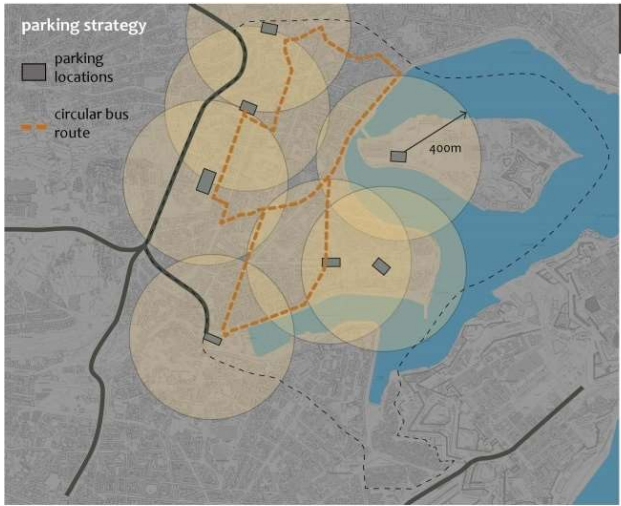 parking strategy
parking
locations
circular bus
route
400m